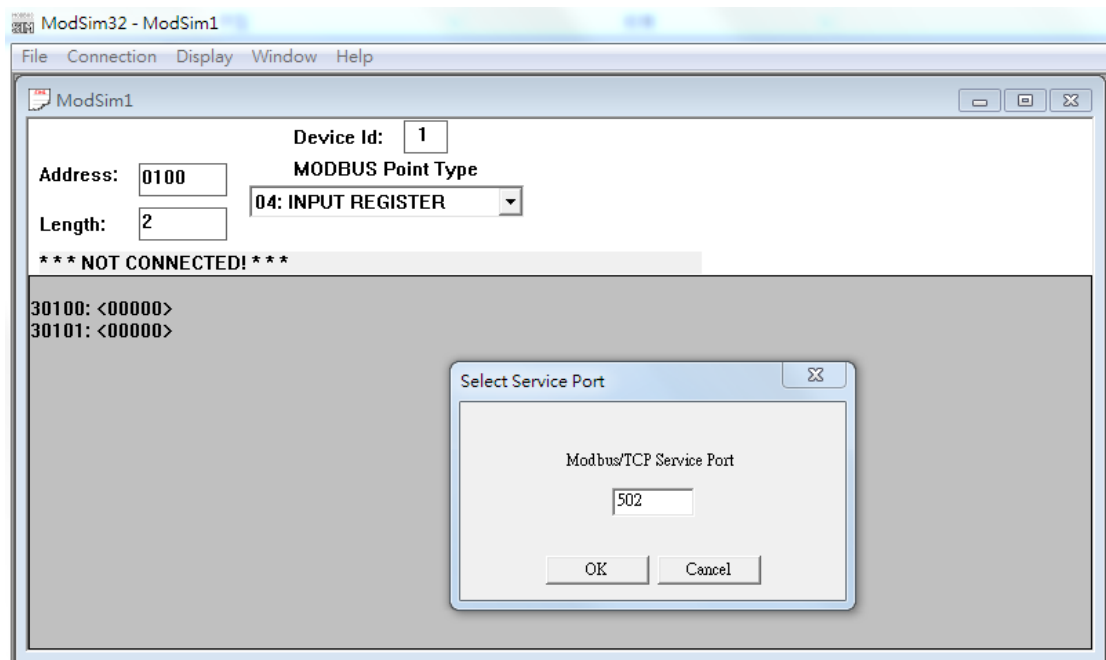 ModSim32 - ModSim1
File Connection Display Window Help
ModSim1
Device Id: 1
Address: 0100
MODBUS Point Type
04: INPUT REGISTER
Length: 2
* * * NOT CONNECTED! * * *
30100: <00000>
30101: <00000>
Select Service Port
Modbus/TCP Service Port
502
OK Cancel